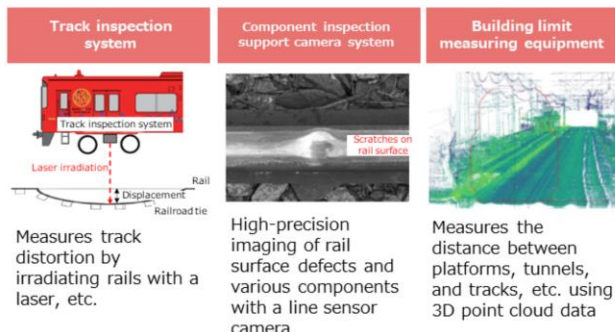 Track inspection
system
Track inspection system
Laser irradiation
Rail
Displacement
Railroad tie
Measures track
distortion by
irradiating rails with a
laser, etc.
Component inspection
support camera system
Scratches on
rail surface
High-precision
imaging of rail
surface defects and
various components
with a line sensor
camera
Building limit
measuring equipment
Measures the
distance between
platforms, tunnels,
and tracks, etc. using
3D point cloud data